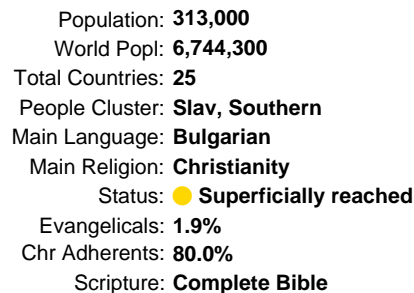 Population: 313,000
World Popl: 6,744,300
Total Countries: 25
People Cluster: Slav, Southern
Main Language: Bulgarian
Main Religion: Christianity
Status: Superficially reached
Evangelicals: 1.9%
Chr Adherents: 80.0%
Scripture: Complete Bible